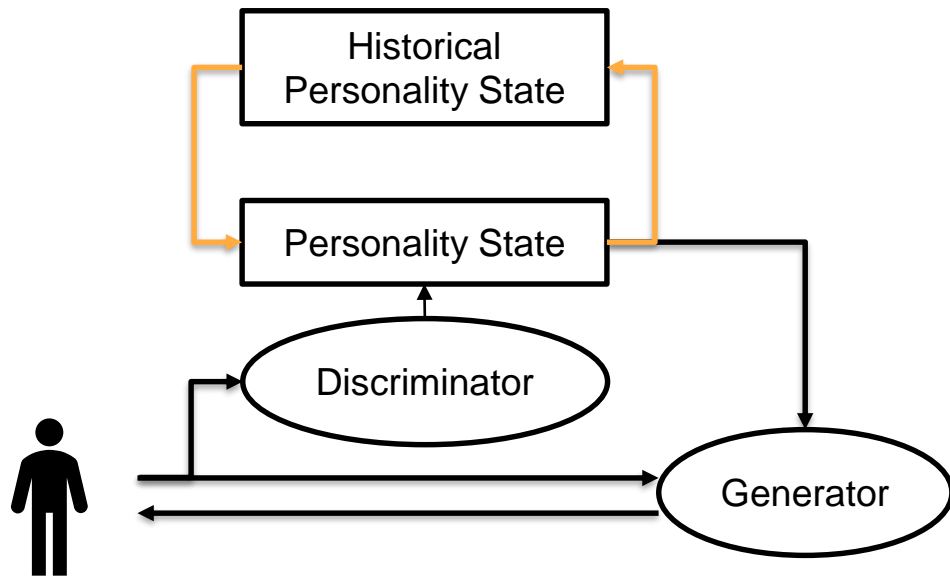 Historical
Personality State
Personality State
Discriminator
Generator